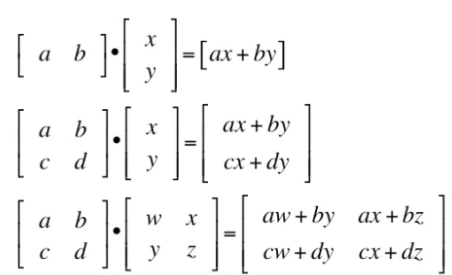 [ a b ] • [ x ] = [ax + by]
[ y ]
[ a b ] • [ x ] = [ ax + by ]
[ c d ] [ y ] [ cx + dy ]
[ a b ] • [ w x ] = [ aw + by ax + bz ]
[ c d ] [ y z ] [ cw + dy cx + dz ]